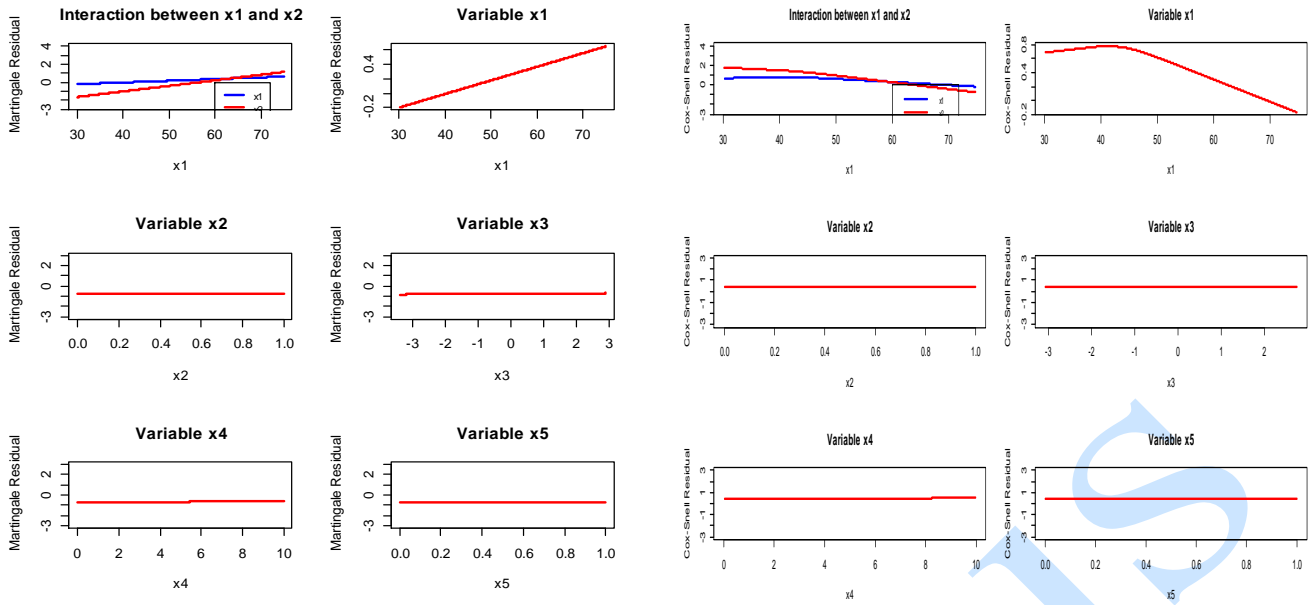 Interaction between x1 and x2
Martingale Residual
4
2
0
-3
x1
30 40 50 60 70
x1
Variable x1
Martingale Residual
0.4
-0.2
30 40 50 60 70
x1
Interaction between x1 and x2
Cox-Snell Residual
4
2
0
-3
x1
30 40 50 60 70
x1
Variable x1
Cox-Snell Residual
0.8
0.4
-0.2
30 40 50 60 70
x1
Variable x2
Martingale Residual
2
0
-3
0.0 0.2 0.4 0.6 0.8 1.0
x2
Variable x3
Martingale Residual
2
0
-3
-3 -2 -1 0 1 2 3
x3
Variable x2
Cox-Snell Residual
3
1
-1
-3
0.0 0.2 0.4 0.6 0.8 1.0
x2
Variable x3
Cox-Snell Residual
3
1
-1
-3
-3 -2 -1 0 1 2
x3
Variable x4
Martingale Residual
2
0
-3
0 2 4 6 8 10
x4
Variable x5
Martingale Residual
2
0
-3
0.0 0.2 0.4 0.6 0.8 1.0
x5
Variable x4
Cox-Snell Residual
3
1
-1
-3
0 2 4 6 8 10
x4
Variable x5
Cox-Snell Residual
3
1
-1
-3
0.0 0.2 0.4 0.6 0.8 1.0
x5
S